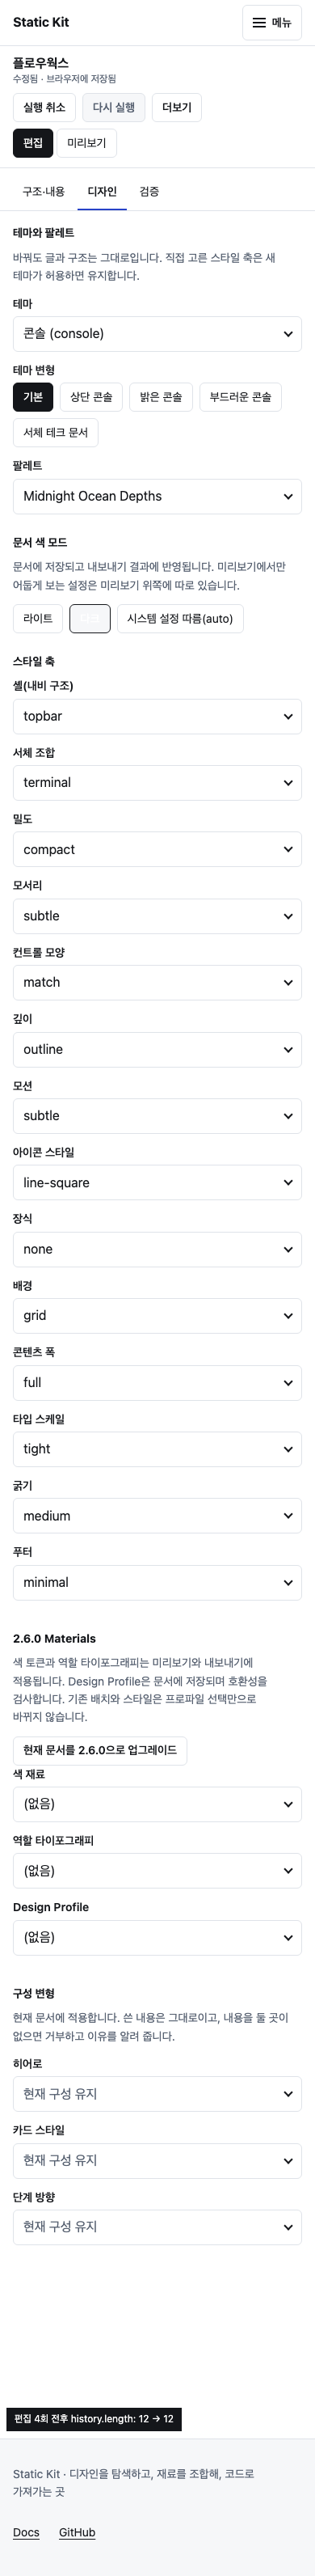 Static Kit
메뉴
플로우웍스
수정됨 · 브라우저에 저장됨
실행 취소
다시 실행
더보기
편집
미리보기
구조·내용
디자인
검증
테마와 팔레트
바꿔도 글과 구조는 그대로입니다. 직접 고른 스타일 축은 새
테마가 허용하면 유지합니다.
테마
콘솔 (console)
테마 변형
기본
상단 콘솔
밝은 콘솔
부드러운 콘솔
서체 테크 문서
팔레트
Midnight Ocean Depths
문서 색 모드
문서에 저장되고 내보내기 결과에 반영됩니다. 미리보기에서만
어둡게 보는 설정은 미리보기 위쪽에 따로 있습니다.
라이트
시스템 설정 따름(auto)
스타일 축
셸(내비 구조)
topbar
서체 조합
terminal
밀도
compact
모서리
subtle
컨트롤 모양
match
깊이
outline
모션
subtle
아이콘 스타일
line-square
장식
none
배경
grid
콘텐츠 폭
full
타입 스케일
tight
굵기
medium
푸터
minimal
2.6.0 Materials
색 토큰과 역할 타이포그래피는 미리보기와 내보내기에
적용됩니다. Design Profile은 문서에 저장되며 호환성을
검사합니다. 기존 배치와 스타일은 프로파일 선택만으로
바뀌지 않습니다.
현재 문서를 2.6.0으로 업그레이드
색 재료
(없음)
역할 타이포그래피
(없음)
Design Profile
(없음)
구성 변형
현재 문서에 적용합니다. 쓴 내용은 그대로이고, 내용을 둘 곳이
없으면 거부하고 이유를 알려 줍니다.
히어로
현재 구성 유지
카드 스타일
현재 구성 유지
단계 방향
현재 구성 유지
편집 4회 전후 history.length: 12 → 12
Static Kit · 디자인을 탐색하고, 재료를 조합해, 코드로
가져가는 곳
Docs
GitHub